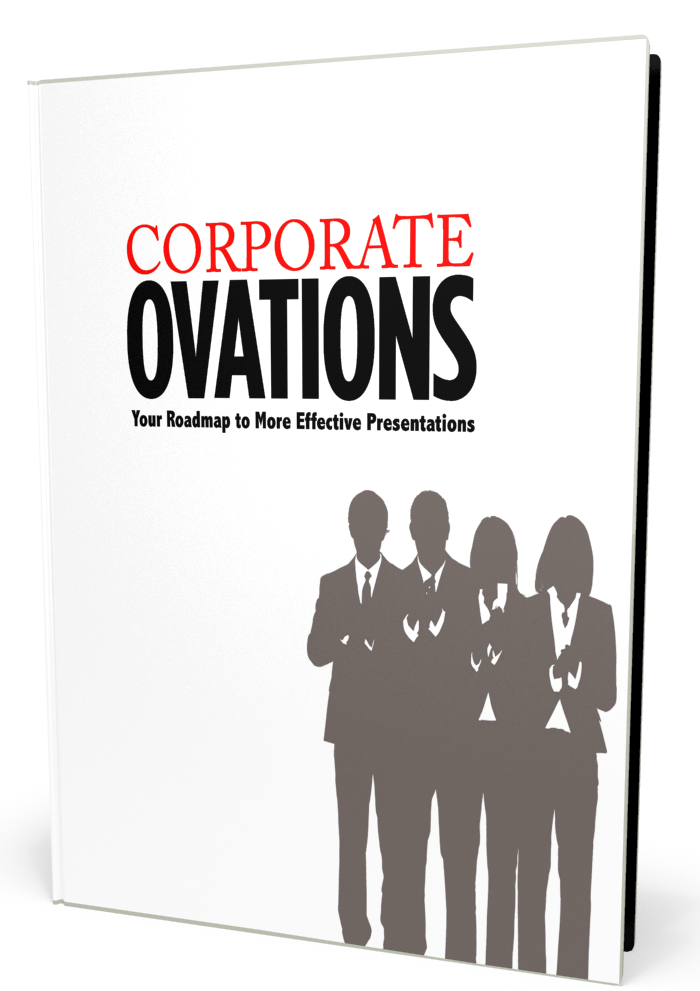 CORPORATE
OVATIONS
Your Roadmap to More Effective Presentations